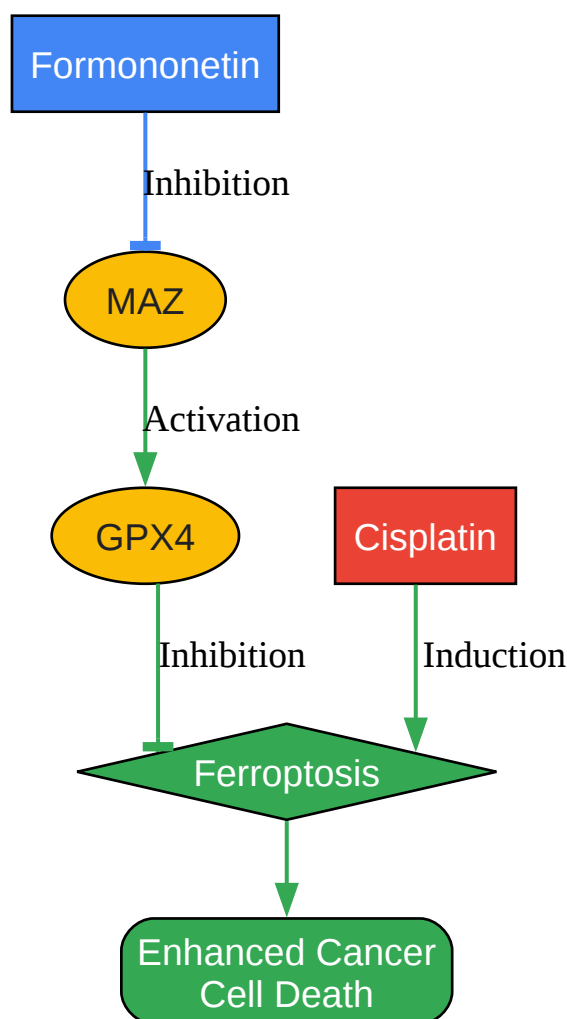 Formononetin
Inhibition
MAZ
Activation
GPX4
Cisplatin
Inhibition
Induction
Ferroptosis
Enhanced Cancer
Cell Death